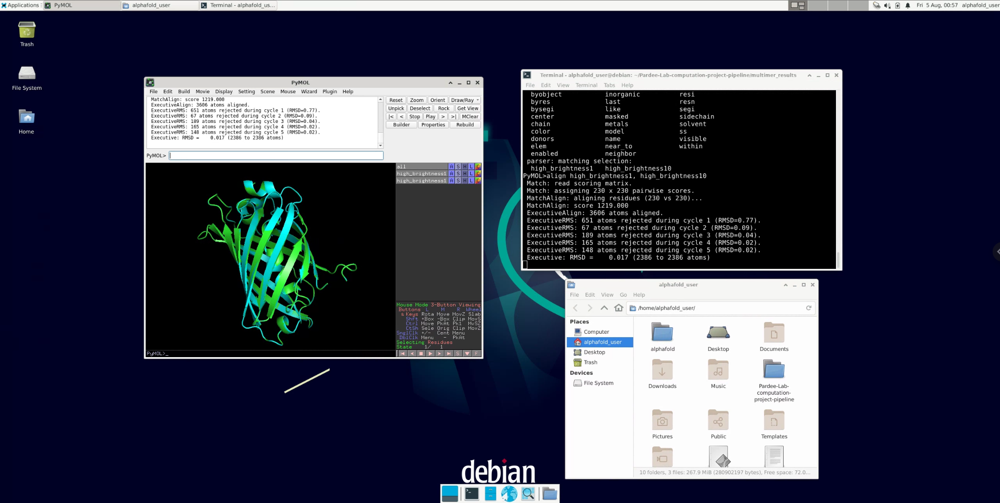 Applications
PyMOL
alphafold_user
Terminal - alphafold_us...
Fri 5 Aug, 00:57
alphafold_user
Trash
File System
Home
PyMOL
File Edit Build Movie Display Setting Scene Mouse Wizard Plugin Help
MatchAlign: score 1219.000
ExecutiveAlign: 3606 atoms aligned.
ExecutiveRMS: 651 atoms rejected during cycle 1 (RMSD=0.77).
ExecutiveRMS: 67 atoms rejected during cycle 2 (RMSD=0.09).
ExecutiveRMS: 189 atoms rejected during cycle 3 (RMSD=0.04).
ExecutiveRMS: 165 atoms rejected during cycle 4 (RMSD=0.02).
ExecutiveRMS: 148 atoms rejected during cycle 5 (RMSD=0.02).
Executive: RMSD = 0.017 (2386 to 2386 atoms)
Reset Zoom Orient Draw/Ray
Unpick Deselect Rock Get View
|< < Stop Play > >| MClear
Builder Properties Rebuild
PyMOL>
all A S H L C
high_brightness1 A S H L C
high_brightness1 A S H L C
Mouse Mode 3-Button Viewing
Buttons L M R Wheel
& Keys Rota Move MovZ Slab
Shft +Box -Box Clip MovS
Ctrl Move PkAt Pk1 MvSZ
CtSh Sele Orig Clip MovZ
SnglClk +/- Cent Menu
DblClk Menu - PkAt
Selecting Residues
State 1/ 1
PyMOL>_
S F
Terminal - alphafold_user@debian: ~/Pardee-Lab-computation-project-pipeline/multimer_results
File Edit View Terminal Tabs Help
byobject inorganic resi
byres last resn
bysegi like segi
center masked sidechain
chain metals solvent
color model ss
donors name visible
elem near_to within
enabled neighbor
parser: matching selection:
high_brightness1 high_brightness10
PyMOL>align high_brightness1, high_brightness10
Match: read scoring matrix.
Match: assigning 230 x 230 pairwise scores.
MatchAlign: aligning residues (230 vs 230)...
MatchAlign: score 1219.000
ExecutiveAlign: 3606 atoms aligned.
ExecutiveRMS: 651 atoms rejected during cycle 1 (RMSD=0.77).
ExecutiveRMS: 67 atoms rejected during cycle 2 (RMSD=0.09).
ExecutiveRMS: 189 atoms rejected during cycle 3 (RMSD=0.04).
ExecutiveRMS: 165 atoms rejected during cycle 4 (RMSD=0.02).
ExecutiveRMS: 148 atoms rejected during cycle 5 (RMSD=0.02).
Executive: RMSD = 0.017 (2386 to 2386 atoms)
alphafold_user
File Edit View Go Help
/home/alphafold_user/
Places
Computer
alphafold_user
Desktop
Trash
Devices
File System
alphafold
Desktop
Documents
Downloads
Music
Pardee-Lab-
computation-
project-pipeline
Pictures
Public
Templates
10 folders, 3 files: 267.9 MiB (280902197 bytes), Free space: 72.0...
debian